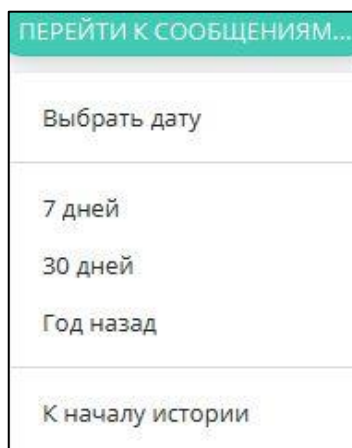 ПЕРЕЙТИ К СООБЩЕНИЯМ...
Выбрать дату
7 дней
30 дней
Год назад
К началу истории